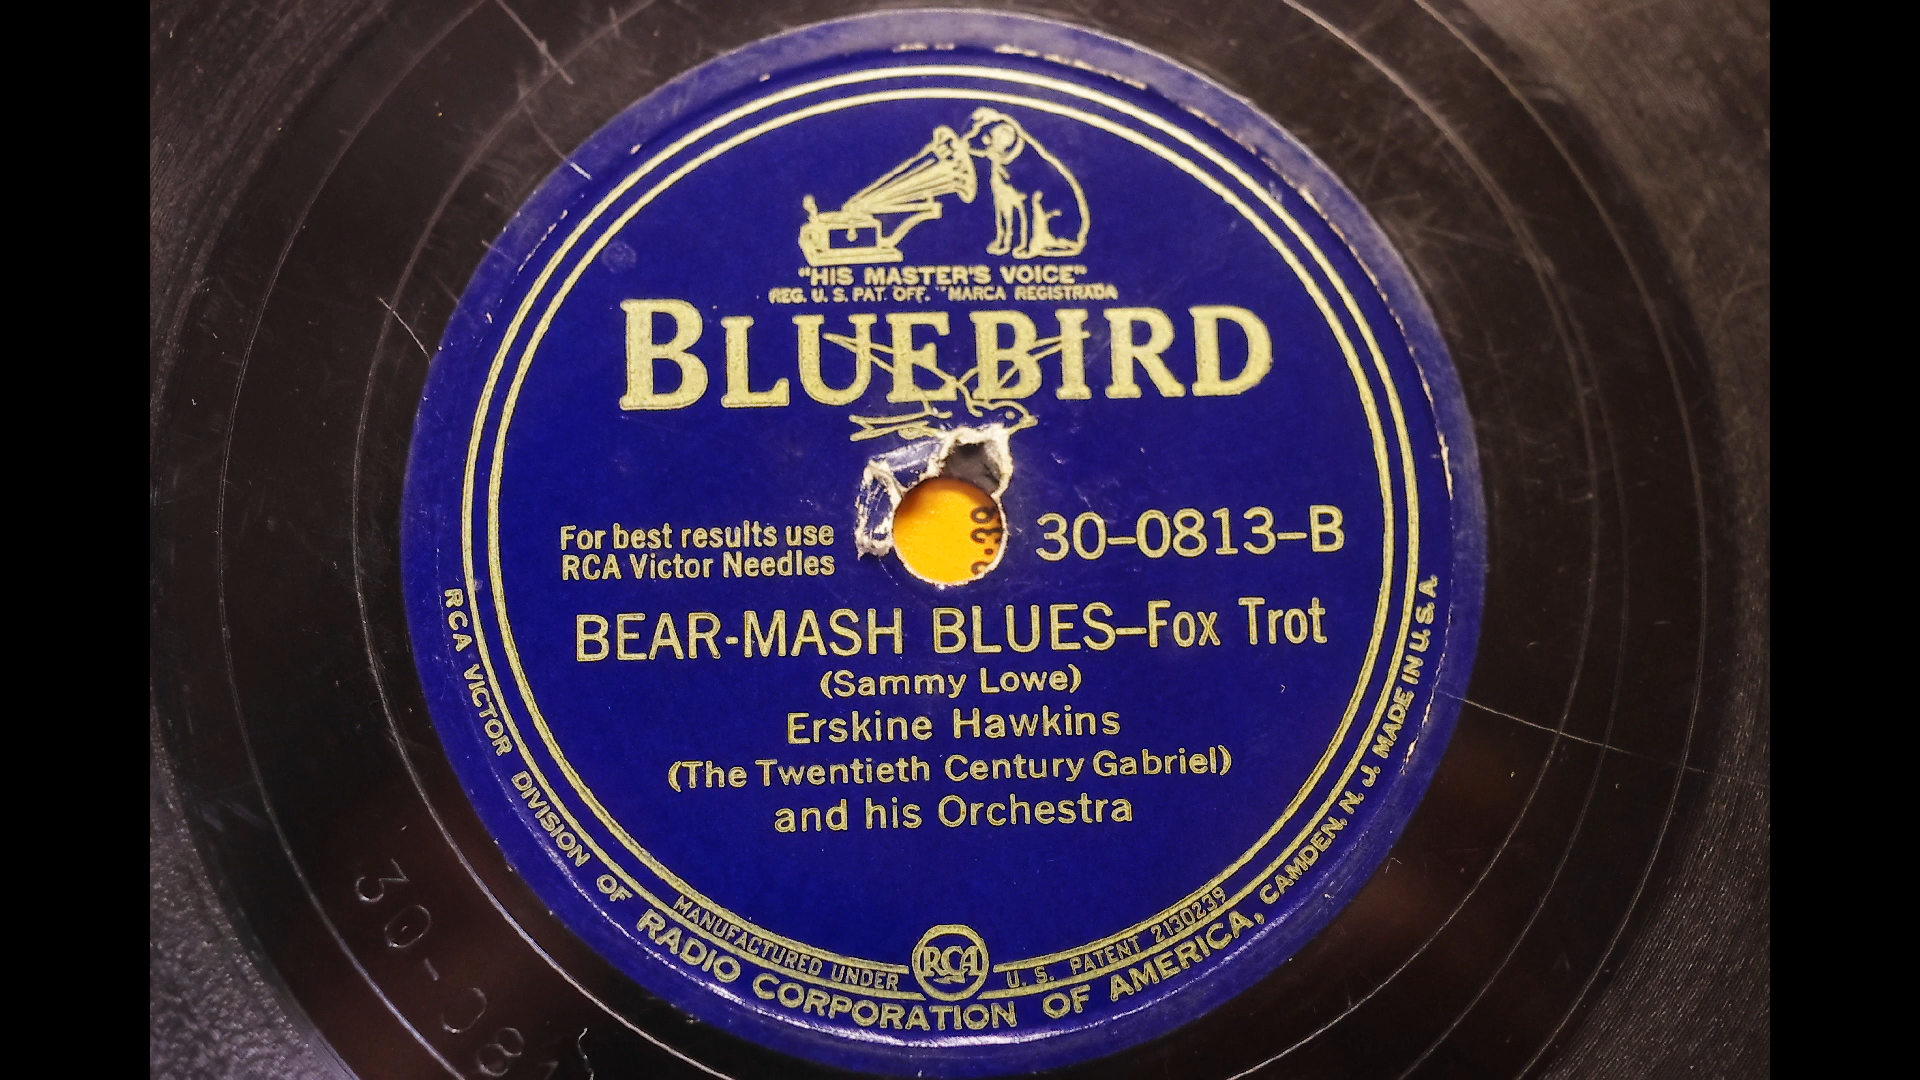 "HIS MASTER'S VOICE"
REG. U. S. PAT. OFF. "MARCA REGISTRADA
BLUEBIRD
For best results use
RCA Victor Needles
30-0813-B
BEAR-MASH BLUES-Fox Trot
(Sammy Lowe)
Erskine Hawkins
(The Twentieth Century Gabriel)
and his Orchestra
MANUFACTURED UNDER RCA U. S. PATENT 2130239
RCA VICTOR DIVISION OF RADIO CORPORATION OF AMERICA, CAMDEN, N. J. MADE IN U. S. A.
30-081